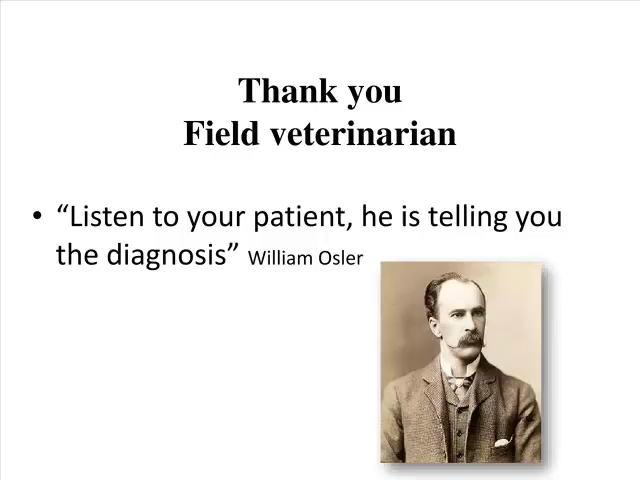 Thank you
Field veterinarian
• “Listen to your patient, he is telling you
the diagnosis” William Osler